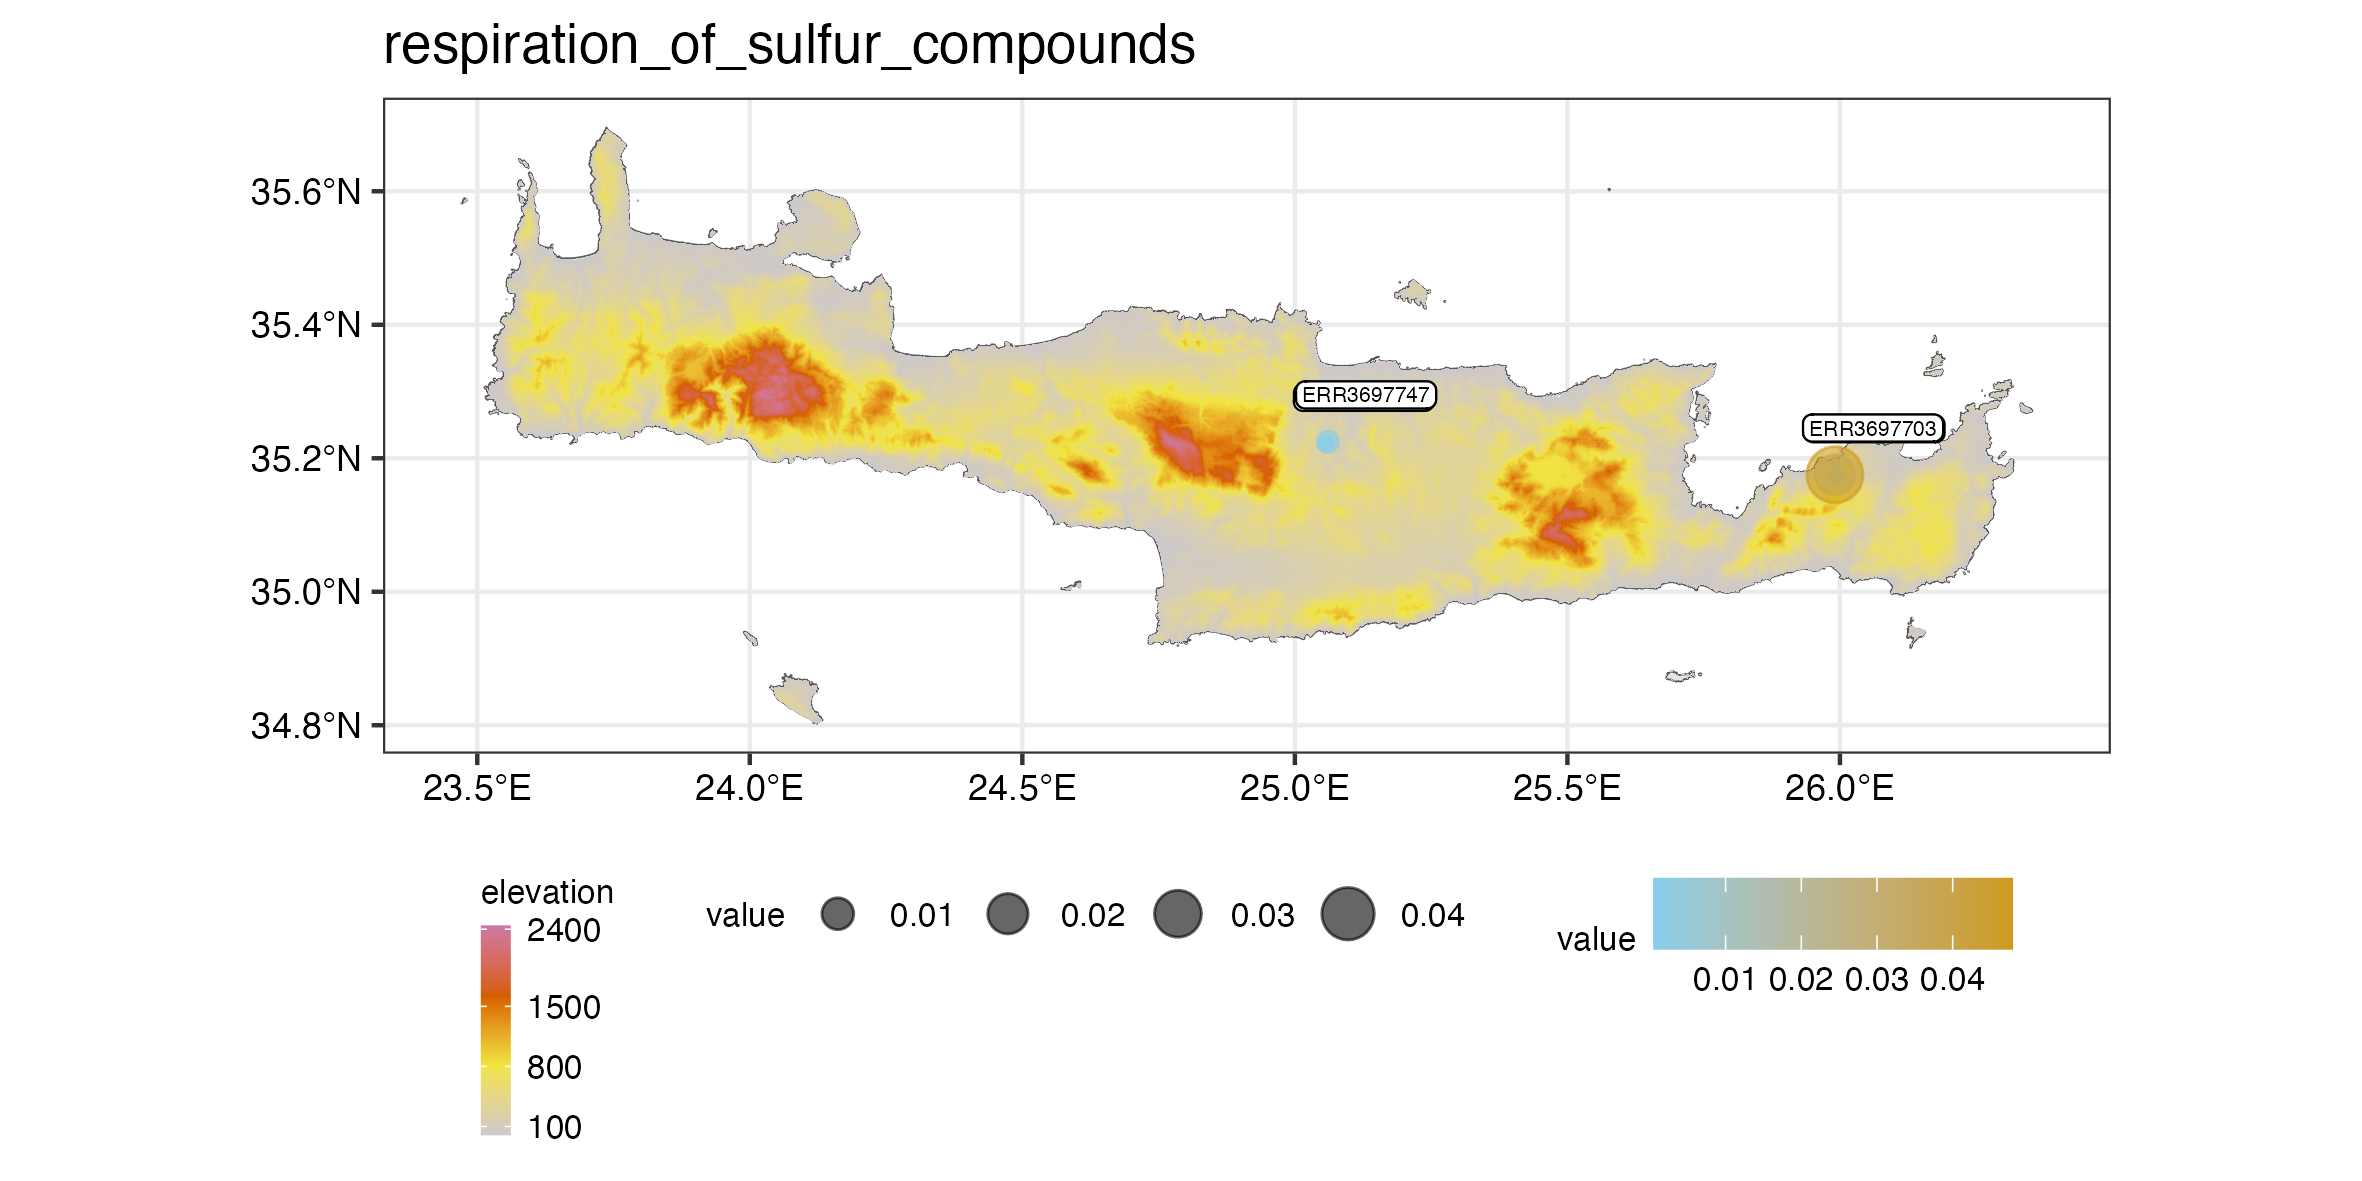 respiration_of_sulfur_compounds
35.6°N
35.4°N
35.2°N
35.0°N
34.8°N
ERR3697747
ERR3697703
23.5°E 24.0°E 24.5°E 25.0°E 25.5°E 26.0°E
elevation
2400
1500
800
100
value 0.01 0.02 0.03 0.04
value
0.01 0.02 0.03 0.04